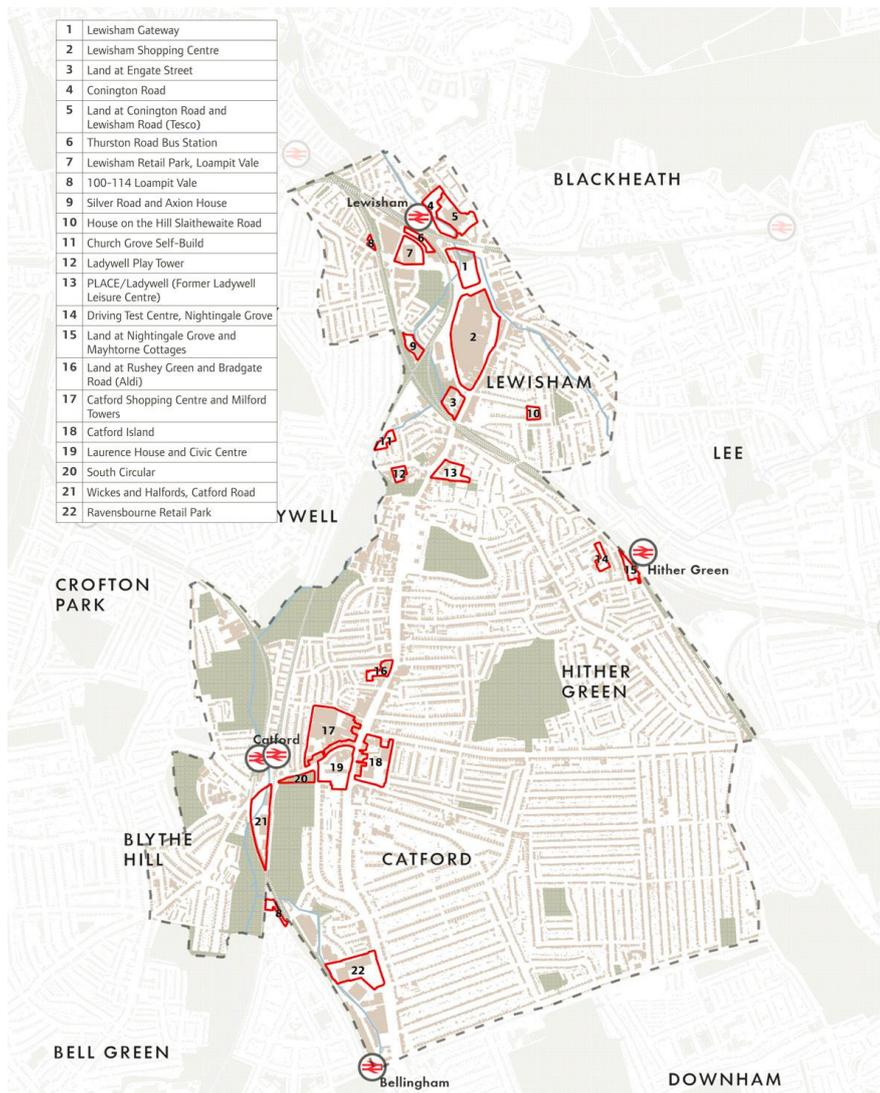 1 Lewisham Gateway
2 Lewisham Shopping Centre
3 Land at Engate Street
4 Conington Road
5 Land at Conington Road and
Lewisham Road (Tesco)
6 Thurston Road Bus Station
7 Lewisham Retail Park, Loampit Vale
8 100-114 Loampit Vale
9 Silver Road and Axion House
10 House on the Hill Slaithewaite Road
11 Church Grove Self-Build
12 Ladywell Play Tower
13 PLACE/Ladywell (Former Ladywell
Leisure Centre)
14 Driving Test Centre, Nightingale Grove
15 Land at Nightingale Grove and
Mayhtorne Cottages
16 Land at Rushey Green and Bradgate
Road (Aldi)
17 Catford Shopping Centre and Milford
Towers
18 Catford Island
19 Laurence House and Civic Centre
20 South Circular
21 Wickes and Halfords, Catford Road
22 Ravensbourne Retail Park
BLACKHEATH
Lewisham
4
5
6
8
7
1
2
9
LEWISHAM
3
10
11
LEE
12
13
YWELL
14
15
Hither Green
CROFTON
PARK
16
HITHER
GREEN
17
Catford
18
19
20
21
BLYTHE
HILL
CATFORD
8
22
BELL GREEN
Bellingham
DOWNHAM